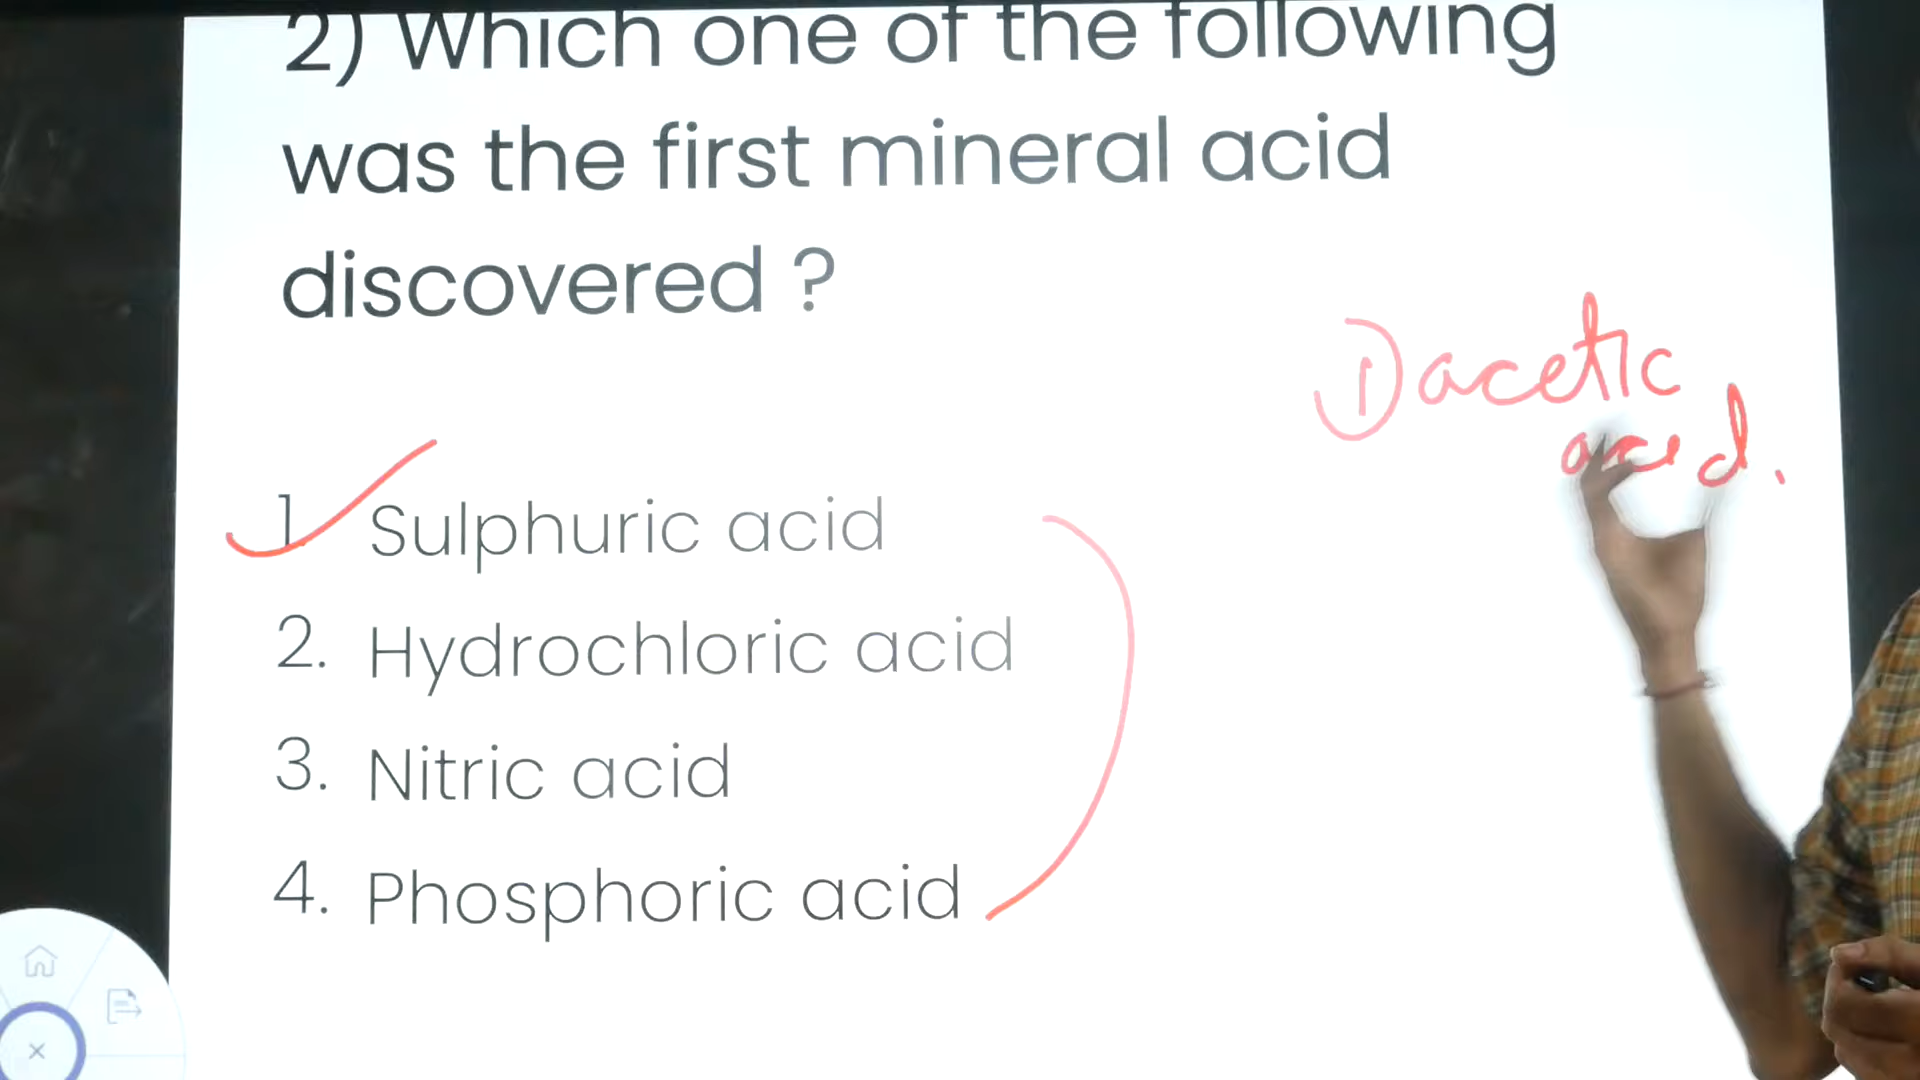 2) Which one of the following
was the first mineral acid
discovered ?
1) acetic
acid.
1. Sulphuric acid
2. Hydrochloric acid
3. Nitric acid
4. Phosphoric acid